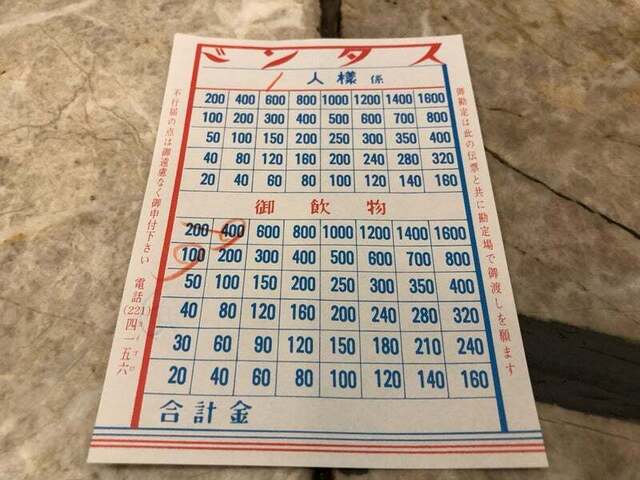 ビンタス
1人様係
200 400 600 800 1000 1200 1400 1600
100 200 300 400 500 600 700 800
50 100 150 200 250 300 350 400
40 80 120 160 200 240 280 320
20 40 60 80 100 120 140 160
御飲物
200 400 600 800 1000 1200 1400 1600
100 200 300 400 500 600 700 800
50 100 150 200 250 300 350 400
40 80 120 160 200 240 280 320
30 60 90 120 150 180 210 240
20 40 60 80 100 120 140 160
合計金
御勘定は此の伝票と共に勘定場で御渡しを願ます
不行届の点は御遠慮なく御申付下さい 電話(221)四一五六